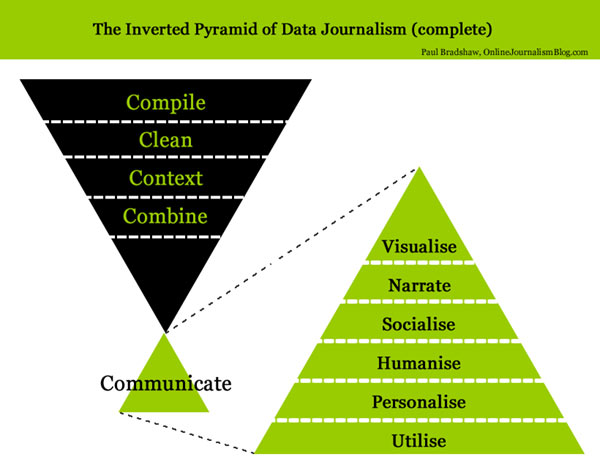 The Inverted Pyramid of Data Journalism (complete)
Paul Bradshaw, OnlineJournalismBlog.com
Compile
Clean
Context
Combine
Communicate
Visualise
Narrate
Socialise
Humanise
Personalise
Utilise